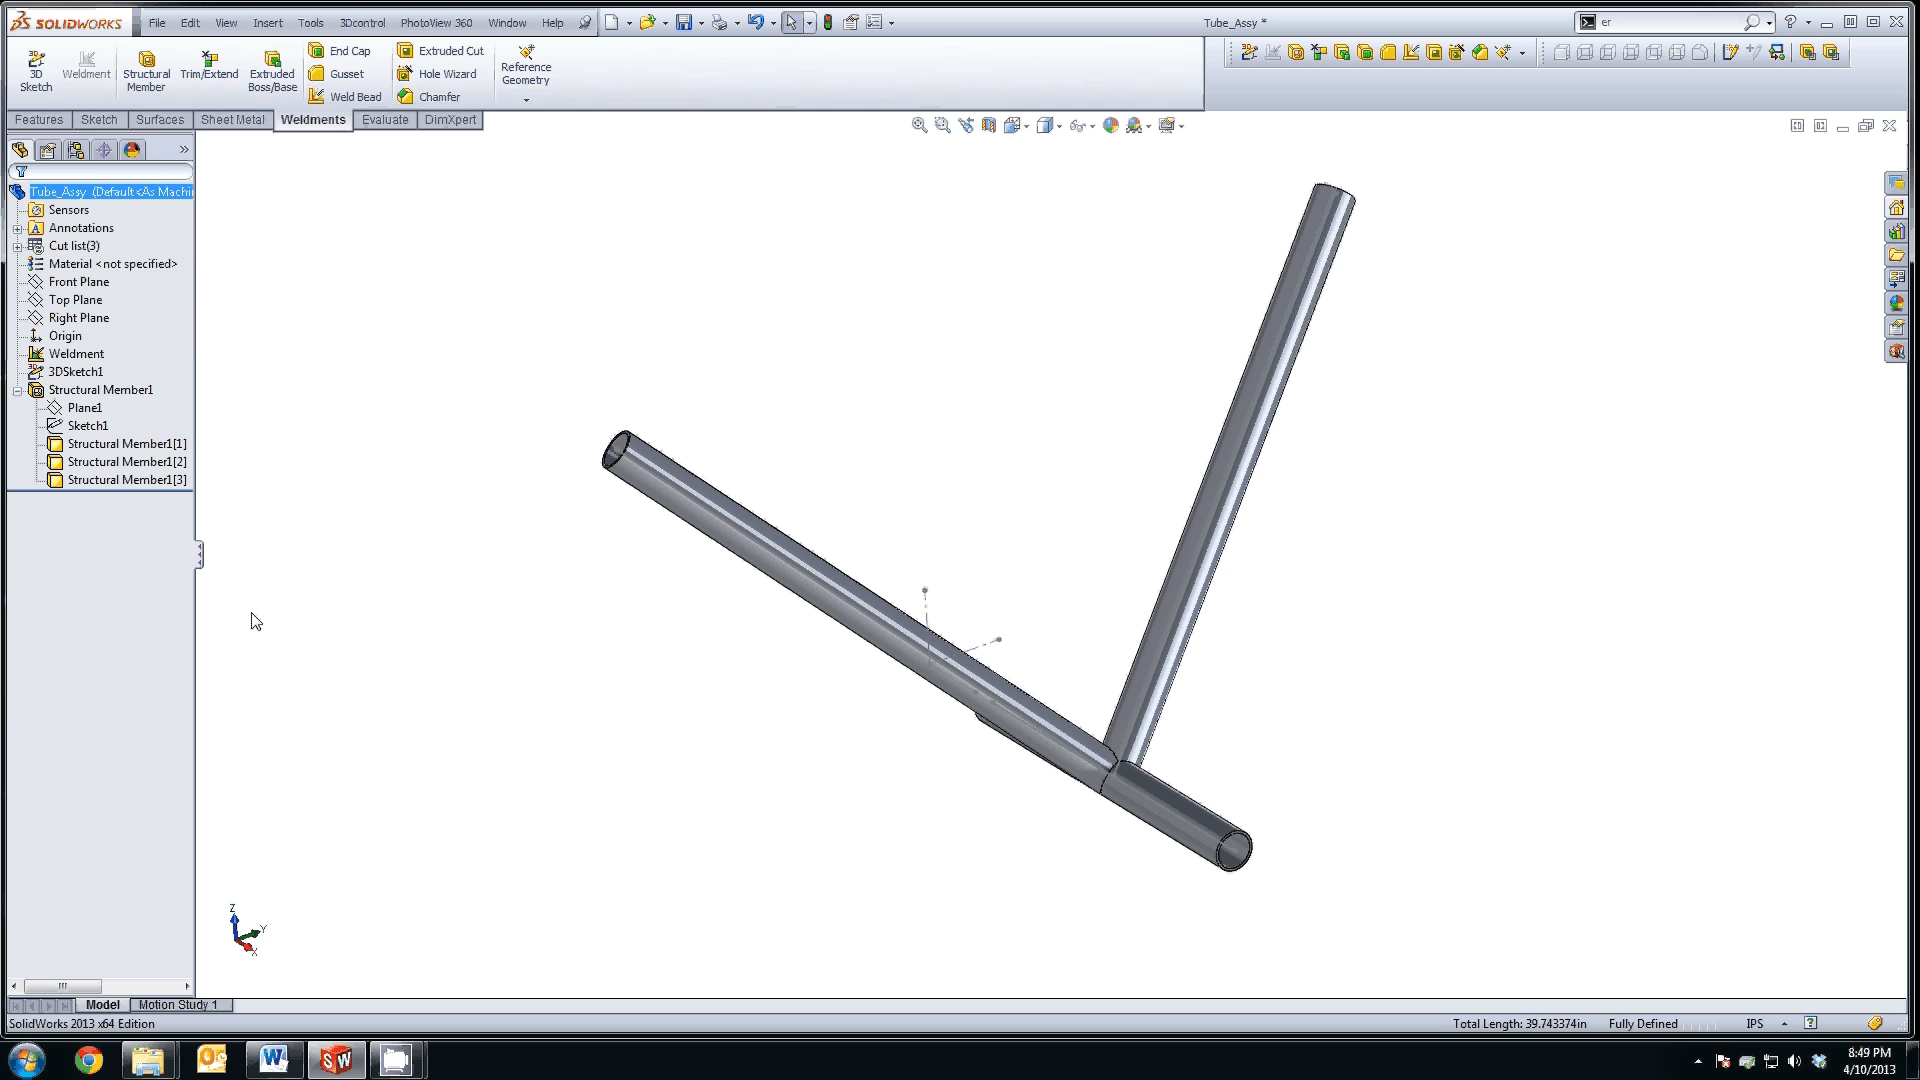 SOLIDWORKS File Edit View Insert Tools 3Dcontrol PhotoView 360 Window Help Tube_Assy * er
3D Sketch
Weldment
Structural Member
Trim/Extend
Extruded Boss/Base
End Cap
Gusset
Weld Bead
Extruded Cut
Hole Wizard
Chamfer
Reference Geometry
Features Sketch Surfaces Sheet Metal Weldments Evaluate DimXpert
Tube_Assy (Default<As Machi
Sensors
Annotations
Cut list(3)
Material <not specified>
Front Plane
Top Plane
Right Plane
Origin
Weldment
3DSketch1
Structural Member1
Plane1
Sketch1
Structural Member1[1]
Structural Member1[2]
Structural Member1[3]
Z
Y
X
Model Motion Study 1
SolidWorks 2013 x64 Edition Total Length: 39.743374in Fully Defined IPS
8:49 PM
4/10/2013